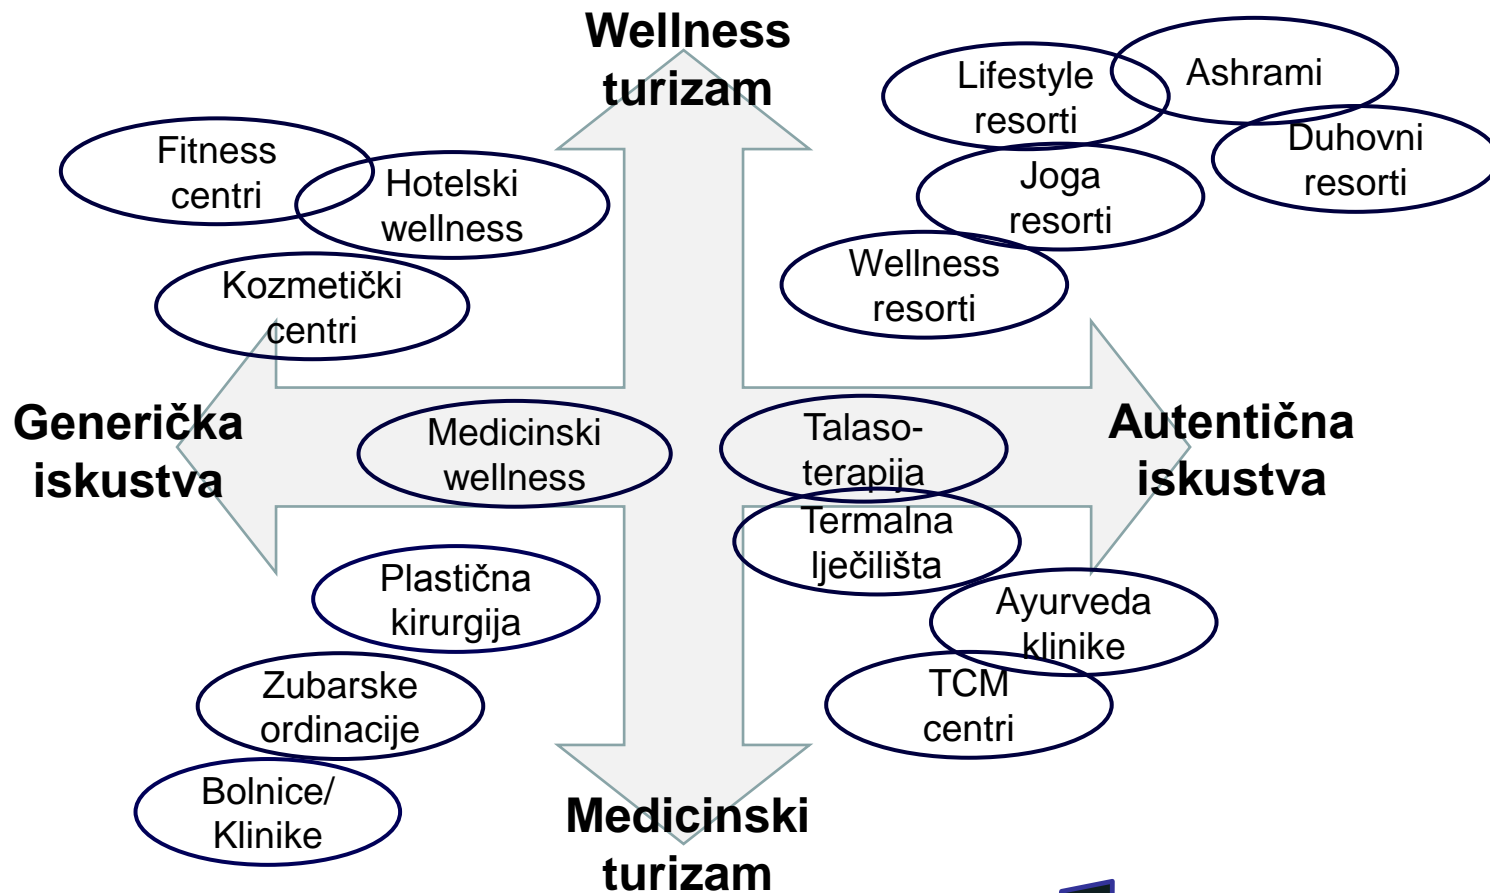 Wellness
turizam
Lifestyle
resorti
Ashrami
Duhovni
resorti
Fitness
centri
Hotelski
wellness
Joga
resorti
Kozmetički
centri
Wellness
resorti
Generička
iskustva
Medicinski
wellness
Talaso-
terapija
Autentična
iskustva
Termalna
lječilišta
Plastična
kirurgija
Ayurveda
klinike
Zubarske
ordinacije
TCM
centri
Bolnice/
Klinike
Medicinski
turizam